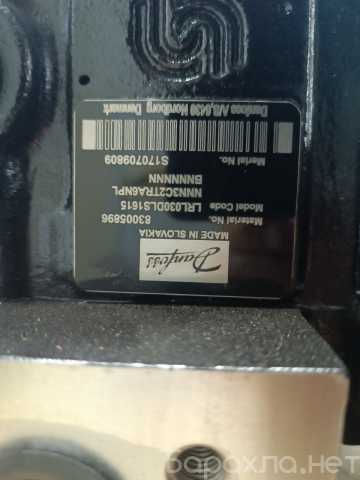 Danfoss
MADE IN SLOVAKIA
Material No. 83005896
Model Code LRL030DLS1615
NNN3C2TRA6NPL
BNNNNNN
Merial No. S170709809
Danfoss A/S, 6430 Nordborg, Denmark
барахла.нет